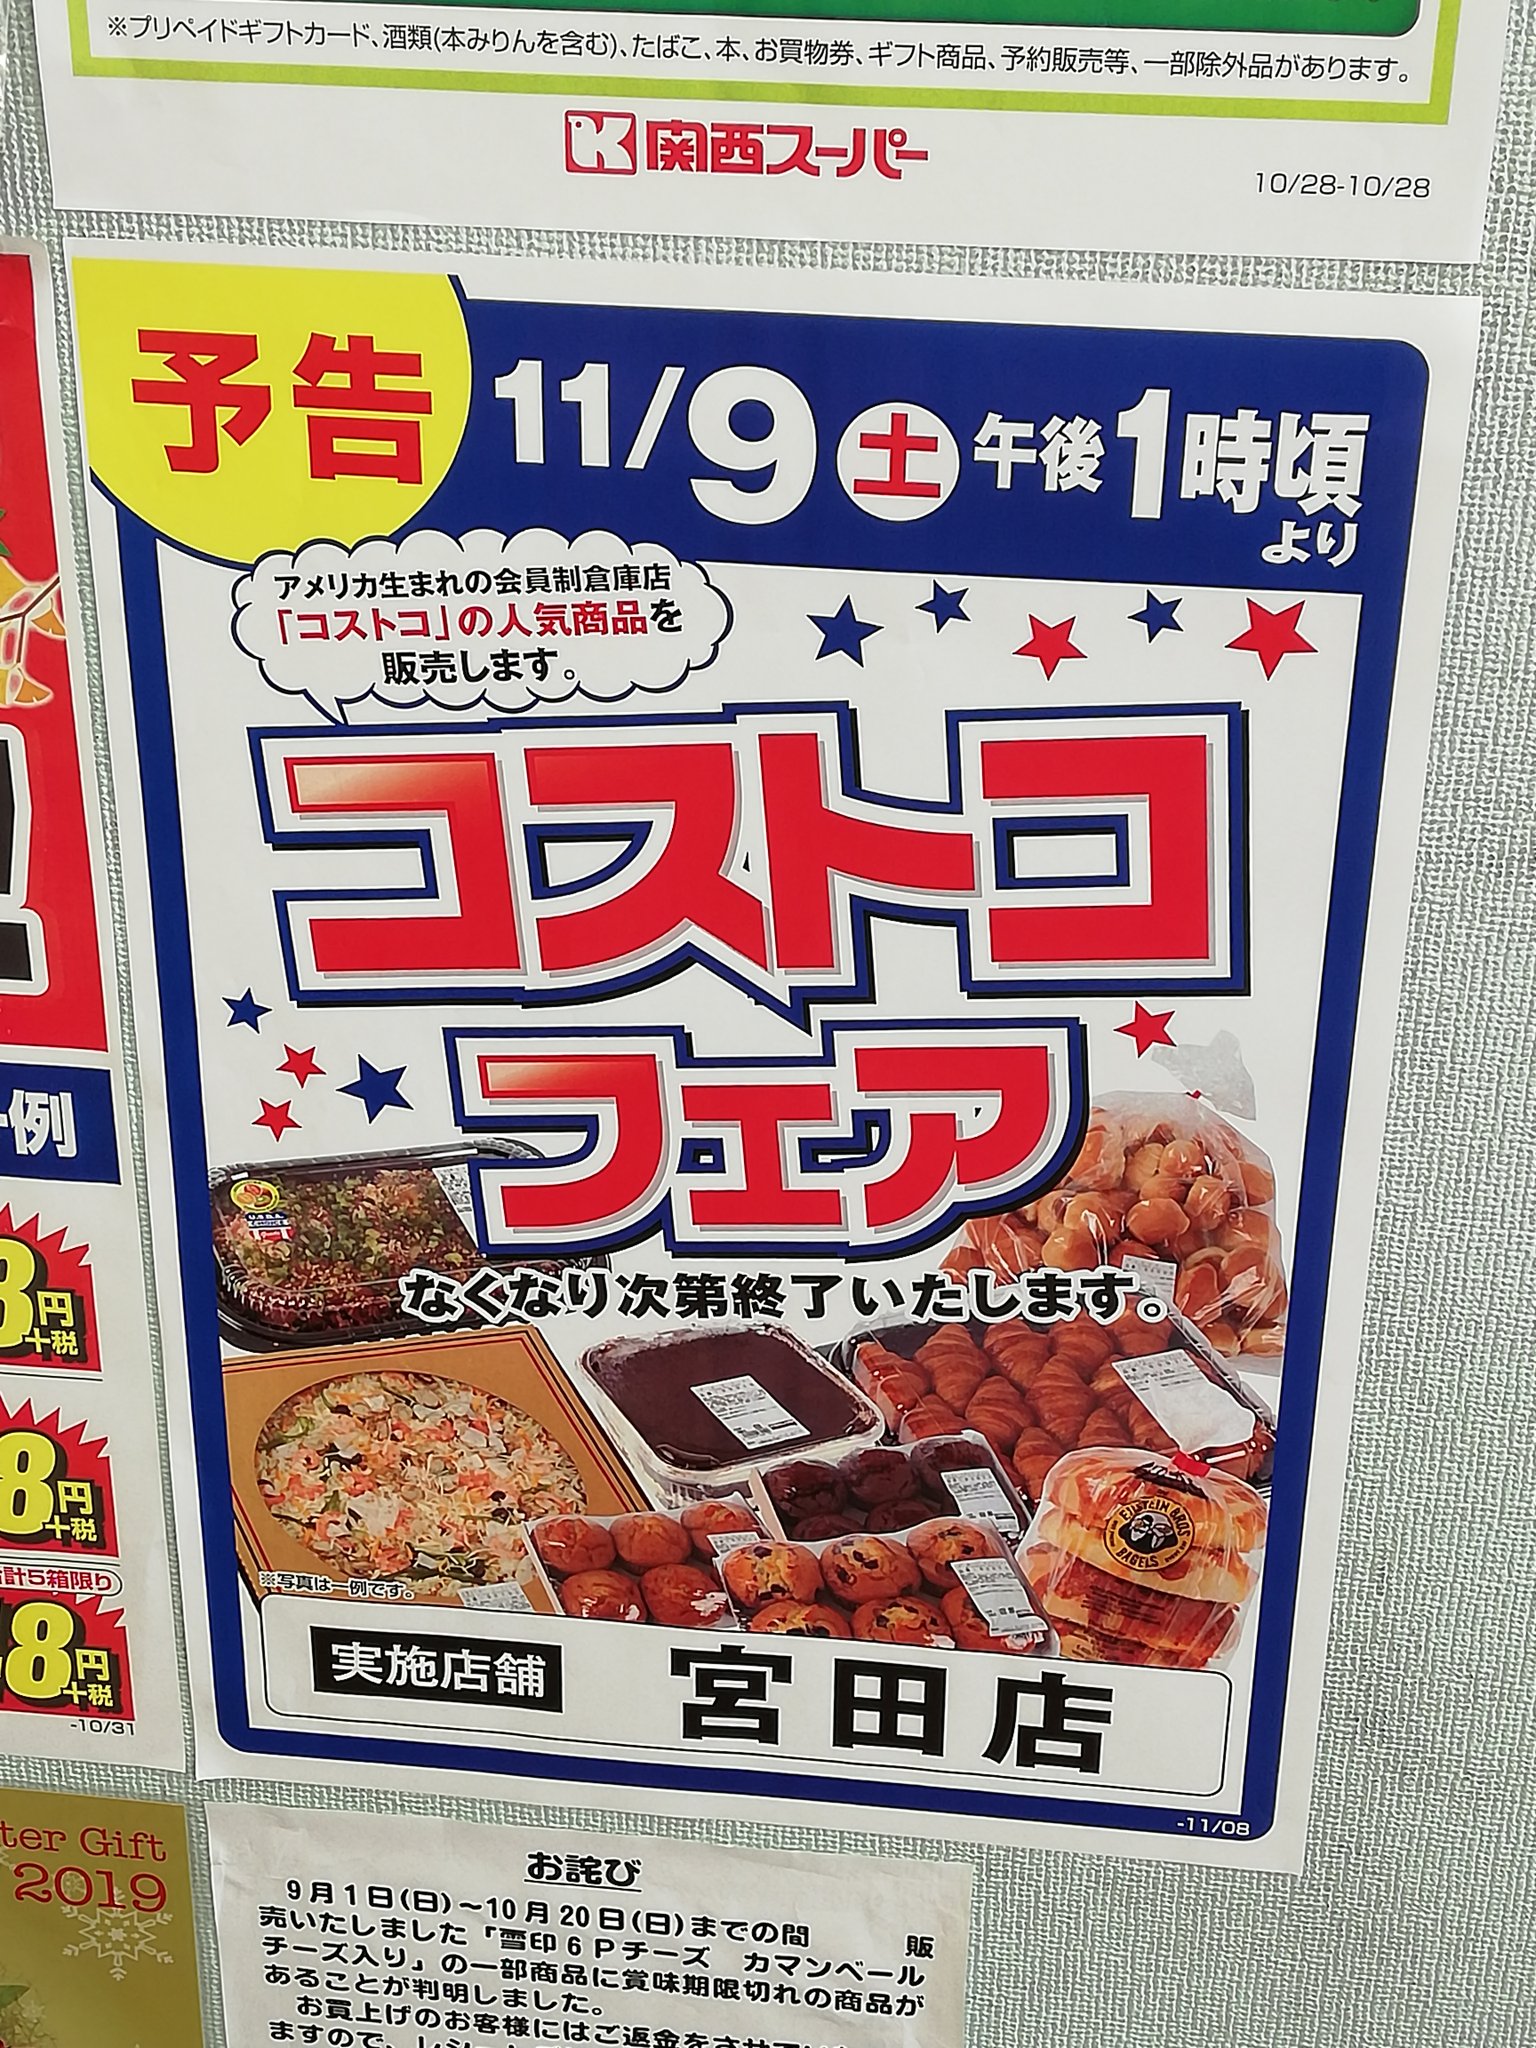 ※プリペイドギフトカード、酒類(本みりんを含む)、たばこ、本、お買物券、ギフト商品、予約販売等、一部除外品があります。
関西スーパー
10/28-10/28
予告
11/9㊏午後1時頃
より
アメリカ生まれの会員制倉庫店
「コストコ」の人気商品を
販売します。
コストコ
フェア
なくなり次第終了いたします。
EINSTEIN BROS
BAGELS
※写真は一例です。
実施店舗 宮田店
-11/08
例
円
+税
8円
+税
計5箱限り
8円
+税
-10/31
ter Gift
2019
お詫び
9月1日(日)~10月20日(日)までの間 販
売いたしました「雪印6Pチーズ カマンベール
チーズ入り」の一部商品に賞味期限切れの商品が
あることが判明しました。
お買上げのお客様にはご返金をさせて
ますので、レシ